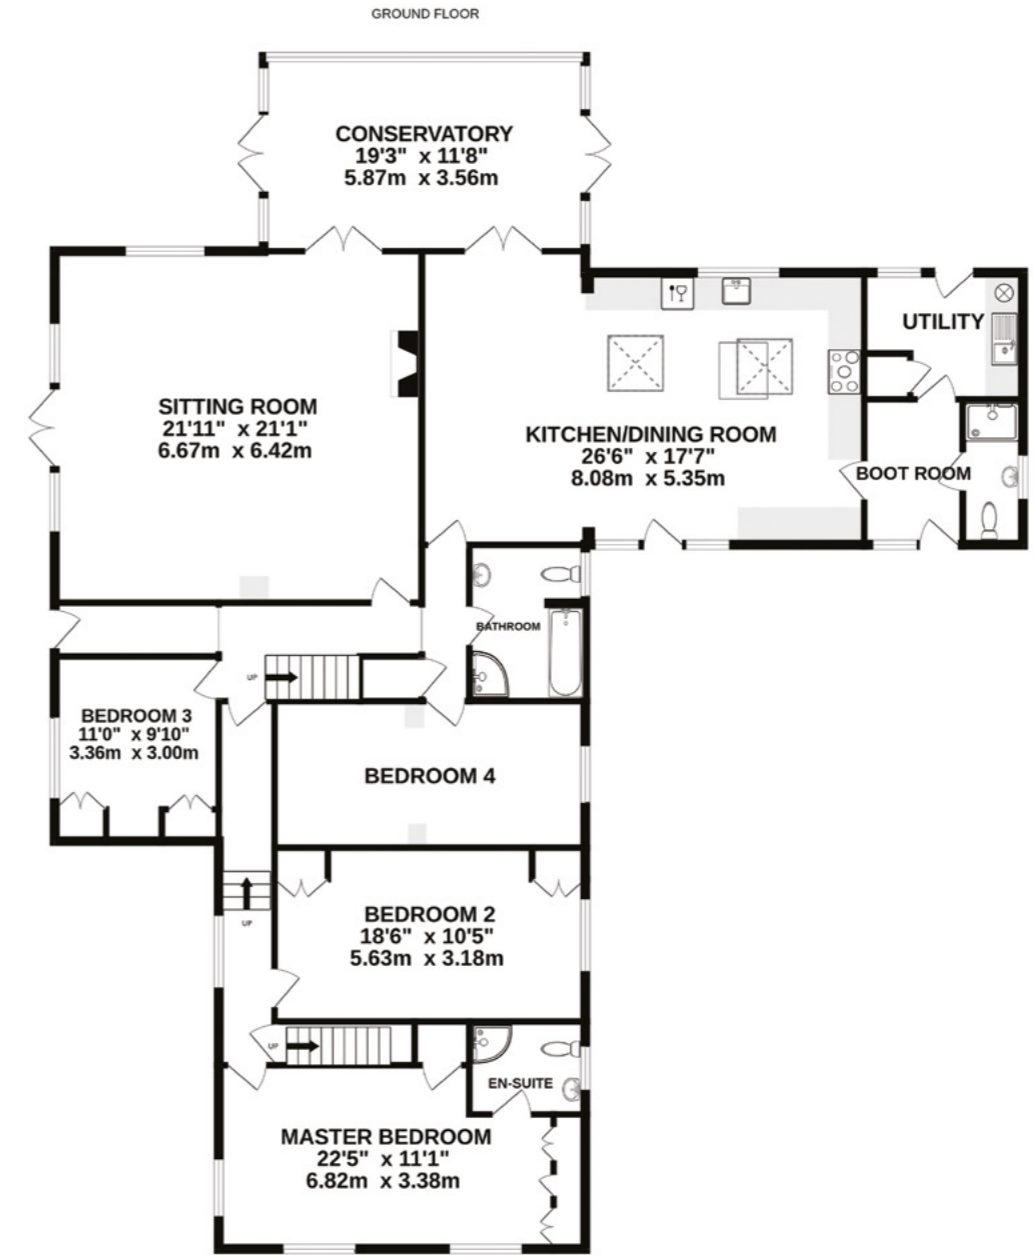 GROUND FLOOR
CONSERVATORY
19'3" x 11'8"
5.87m x 3.56m
UTILITY
SITTING ROOM
21'11" x 21'1"
6.67m x 6.42m
KITCHEN/DINING ROOM
26'6" x 17'7"
8.08m x 5.35m
BOOT ROOM
BATHROOM
UP
BEDROOM 3
11'0" x 9'10"
3.36m x 3.00m
BEDROOM 4
UP
BEDROOM 2
18'6" x 10'5"
5.63m x 3.18m
UP
EN-SUITE
MASTER BEDROOM
22'5" x 11'1"
6.82m x 3.38m